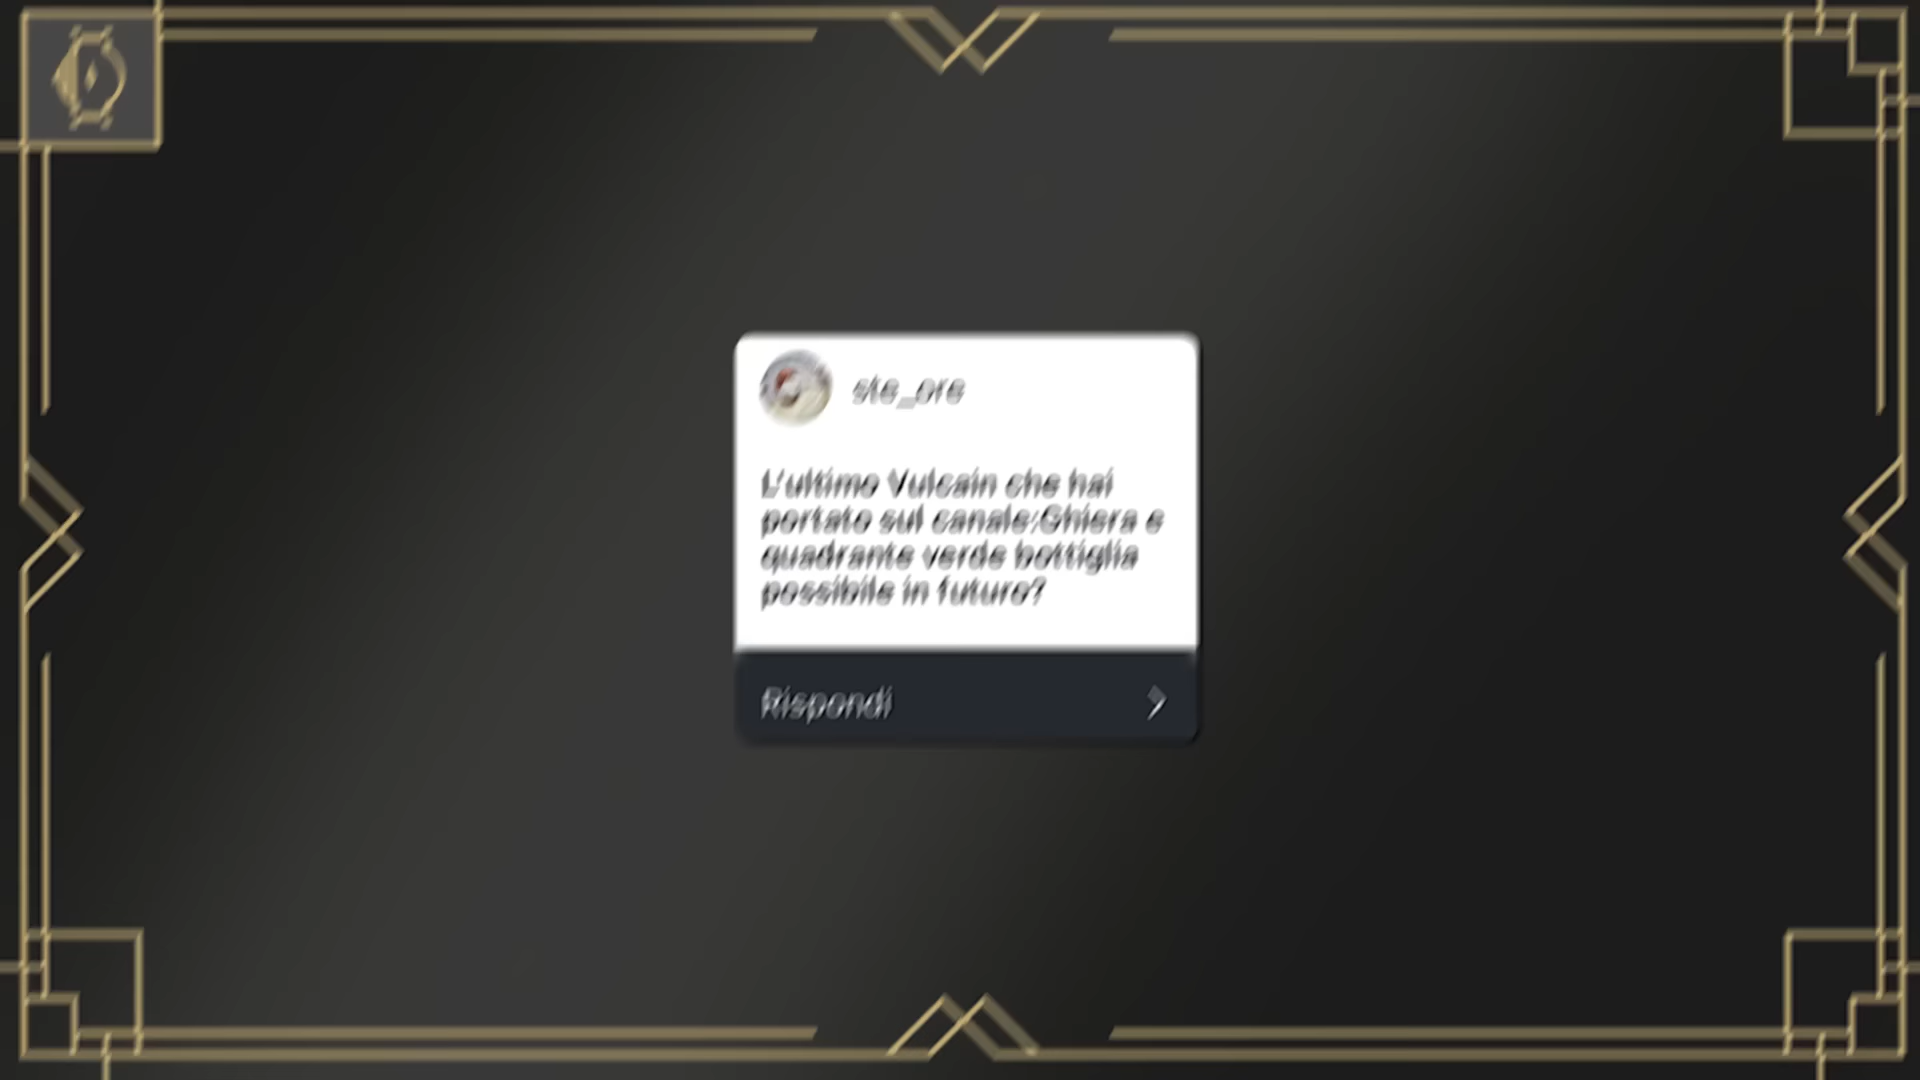 ste_ore
L'ultimo Vulcain che hai
portato sul canale:Ghiera e
quadrante verde bottiglia
possibile in futuro?
Rispondi